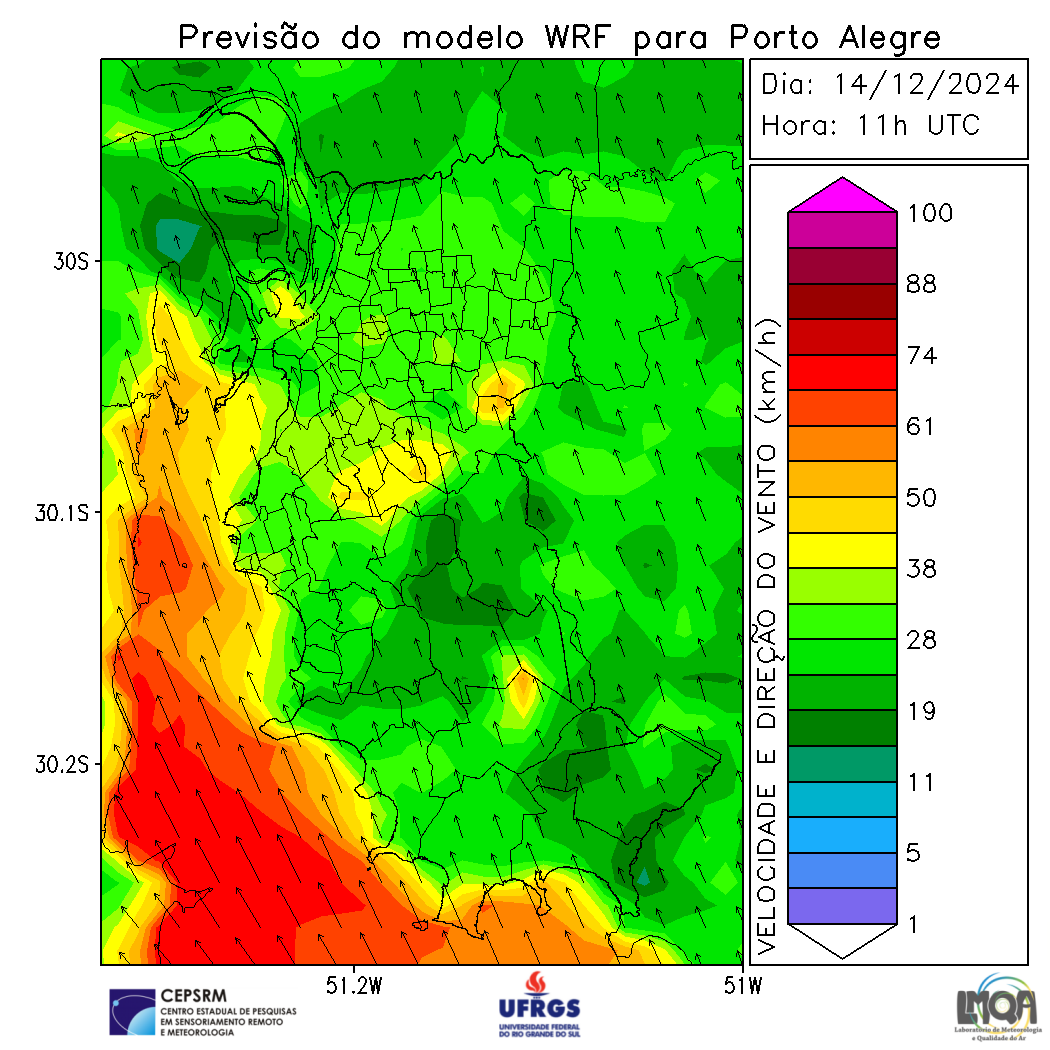 Previsão do modelo WRF para Porto Alegre
Dia: 14/12/2024
Hora: 11h UTC
30S
30.1S
30.2S
51.2W
51W
VELOCIDADE E DIREÇÃO DO VENTO (km/h)
100
88
74
61
50
38
28
19
11
5
1
CEPSRM
CENTRO ESTADUAL DE PESQUISAS
EM SENSORIAMENTO REMOTO
E METEOROLOGIA
UFRGS
UNIVERSIDADE FEDERAL
DO RIO GRANDE DO SUL
LMQA
Laboratório de Meteorologia
e Qualidade do Ar